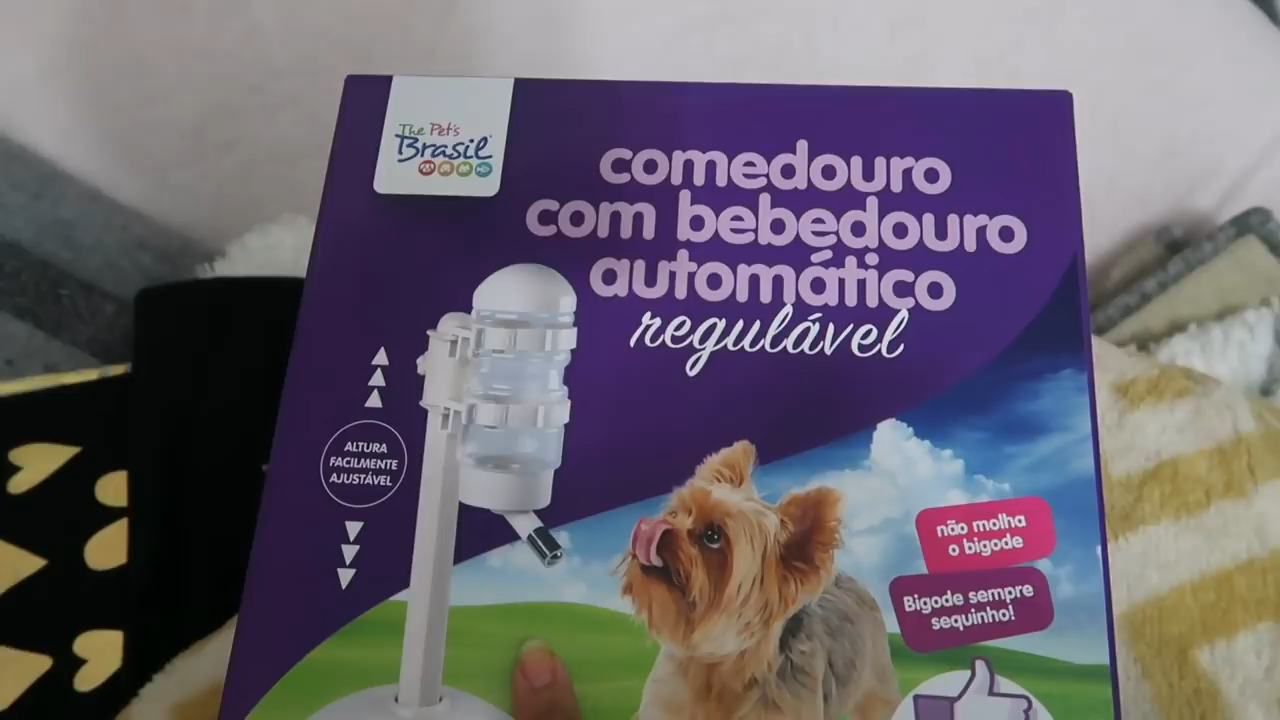 The Pet's
Brasil
comedouro
com bebedouro
automático
regulável
ALTURA
FACILMENTE
AJUSTÁVEL
não molha
o bigode
Bigode sempre
sequinho!